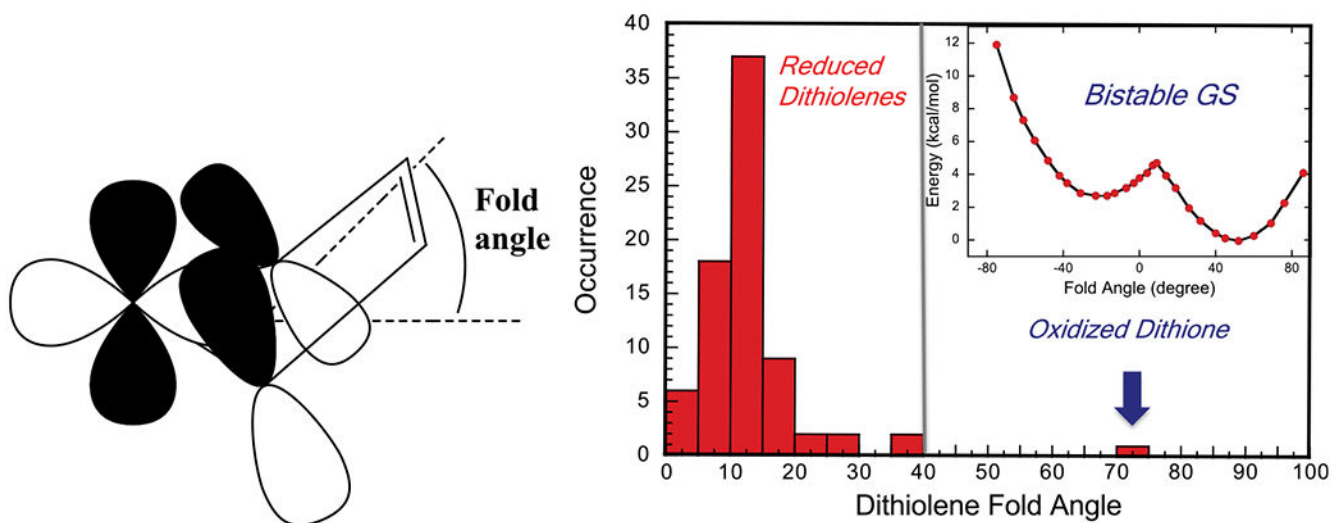 Fold
angle
Occurrence
40
35
30
25
20
15
10
5
0
Reduced
Dithiolenes
Energy (kcal/mol)
12
10
8
6
4
2
0
Bistable GS
-80 -40 0 40 80
Fold Angle (degree)
Oxidized Dithione
0 10 20 30 40 50 60 70 80 90 100
Dithiolene Fold Angle